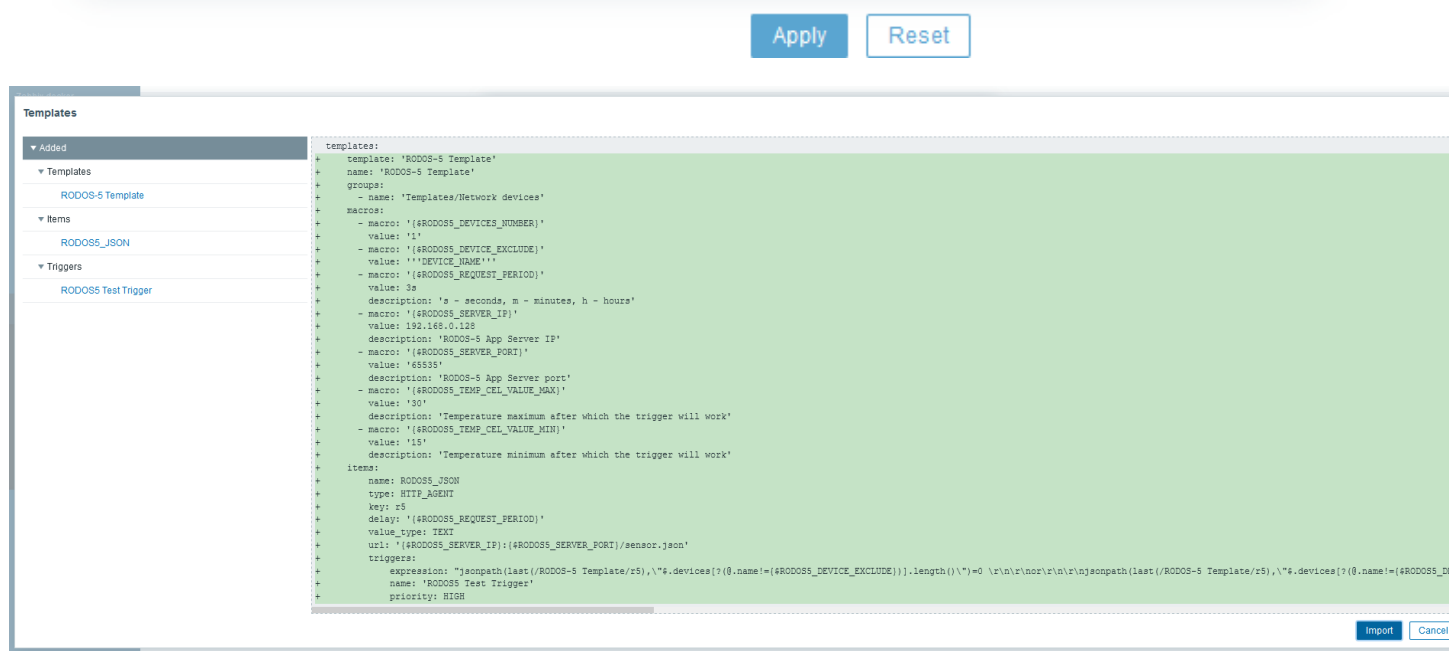 Apply Reset
Templates
Added
Templates
RODOS-5 Template
Items
RODOS5_JSON
Triggers
RODOS5 Test Trigger
templates:
+ template: 'RODOS-5 Template'
+ name: 'RODOS-5 Template'
+ groups:
+ - name: 'Templates/Network devices'
+ macros:
+ - macro: '{$RODOS5_DEVICES_NUMBER}'
+ value: '1'
+ - macro: '{$RODOS5_DEVICE_EXCLUDE}'
+ value: '''DEVICE_NAME'''
+ - macro: '{$RODOS5_REQUEST_PERIOD}'
+ value: 3s
+ description: 's - seconds, m - minutes, h - hours'
+ - macro: '{$RODOS5_SERVER_IP}'
+ value: 192.168.0.128
+ description: 'RODOS-5 App Server IP'
+ - macro: '{$RODOS5_SERVER_PORT}'
+ value: '65535'
+ description: 'RODOS-5 App Server port'
+ - macro: '{$RODOS5_TEMP_CEL_VALUE_MAX}'
+ value: '30'
+ description: 'Temperature maximum after which the trigger will work'
+ - macro: '{$RODOS5_TEMP_CEL_VALUE_MIN}'
+ value: '15'
+ description: 'Temperature minimum after which the trigger will work'
+ items:
+ name: RODOS5_JSON
+ type: HTTP_AGENT
+ key: r5
+ delay: '{$RODOS5_REQUEST_PERIOD}'
+ value_type: TEXT
+ url: '{$RODOS5_SERVER_IP}:{$RODOS5_SERVER_PORT}/sensor.json'
+ triggers:
+ expression: "jsonpath(last(/RODOS-5 Template/r5),\"$.devices[?(@.name!={$RODOS5_DEVICE_EXCLUDE})].length()\")=0 \r\n\r\nor\r\n\r\njsonpath(last(/RODOS-5 Template/r5),\"$.devices[?(@.name!={$RODOS5_DE
+ name: 'RODOS5 Test Trigger'
+ priority: HIGH
Import Cancel